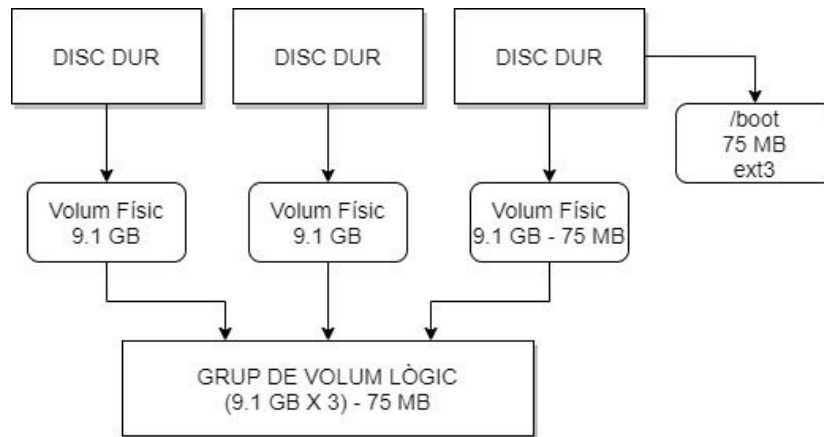 DISC DUR
DISC DUR
DISC DUR
/boot
75 MB
ext3
Volum Físic
9.1 GB
Volum Físic
9.1 GB
Volum Físic
9.1 GB - 75 MB
GRUP DE VOLUM LÒGIC
(9.1 GB X 3) - 75 MB